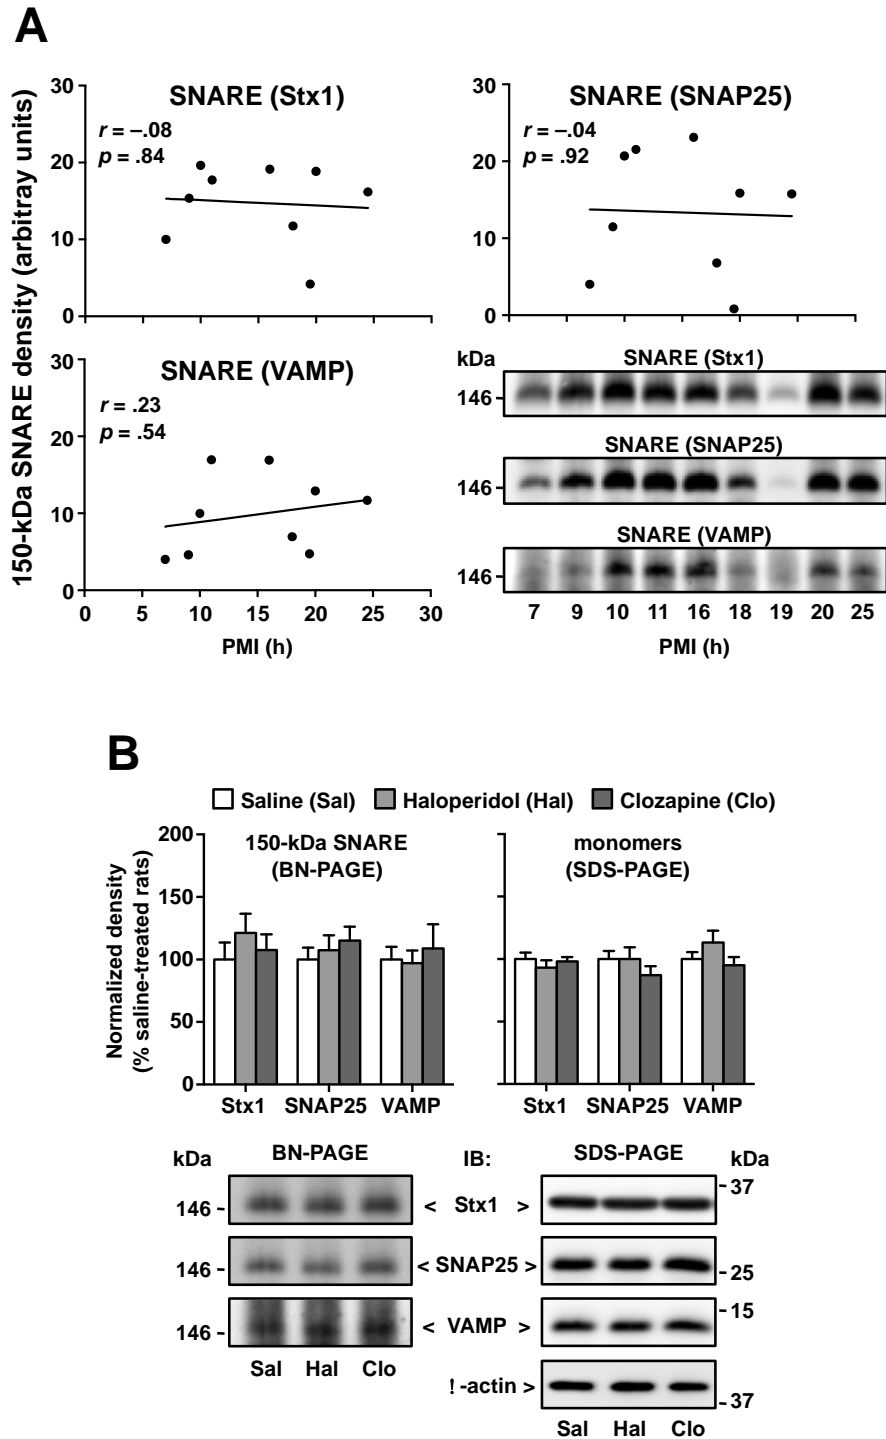 A
150-kDa SNARE density (arbitray units)
30
20
10
0
SNARE (Stx1)
r = –.08
p = .84
30
20
10
0
SNARE (SNAP25)
r = –.04
p = .92
30
20
10
0
SNARE (VAMP)
r = .23
p = .54
0 5 10 15 20 25 30
PMI (h)
kDa
SNARE (Stx1)
146
SNARE (SNAP25)
146
SNARE (VAMP)
146
7 9 10 11 16 18 19 20 25
PMI (h)
B
Saline (Sal) Haloperidol (Hal) Clozapine (Clo)
Normalized density
(% saline-treated rats)
200
150
100
50
0
150-kDa SNARE
(BN-PAGE)
Stx1 SNAP25 VAMP
monomers
(SDS-PAGE)
Stx1 SNAP25 VAMP
kDa BN-PAGE IB: SDS-PAGE kDa
146 - < Stx1 > - 37
146 - < SNAP25 > - 25
146 - < VAMP > - 15
! -actin > - 37
Sal Hal Clo
Sal Hal Clo